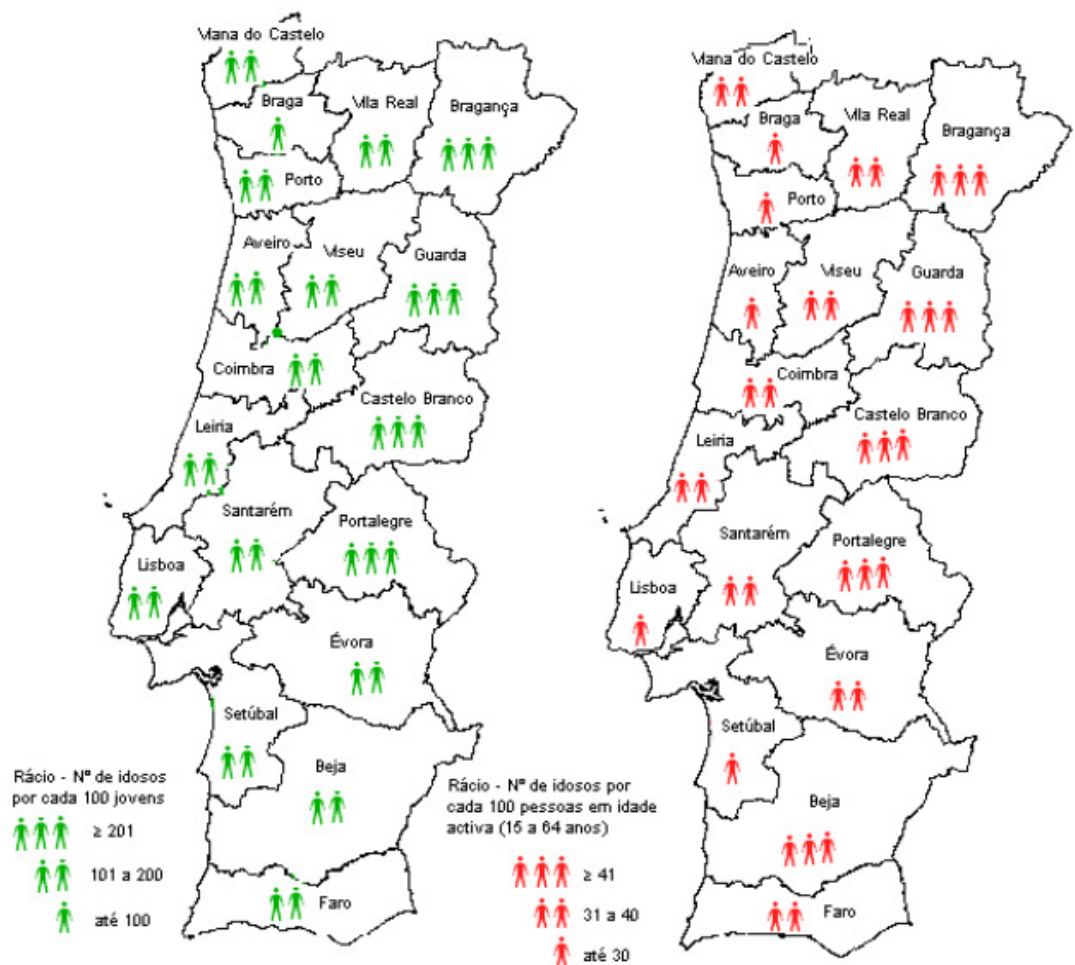 Viana do Castelo
Braga
Vila Real
Bragança
Porto
Aveiro
Viseu
Guarda
Coimbra
Castelo Branco
Leiria
Santarém
Portalegre
Lisboa
Évora
Setúbal
Beja
Faro
Rácio - Nº de idosos
por cada 100 jovens
≥ 201
101 a 200
até 100
Viana do Castelo
Braga
Vila Real
Bragança
Porto
Aveiro
Viseu
Guarda
Coimbra
Castelo Branco
Leiria
Santarém
Portalegre
Lisboa
Évora
Setúbal
Beja
Faro
Rácio - Nº de idosos por
cada 100 pessoas em idade
activa (15 a 64 anos)
≥ 41
31 a 40
até 30